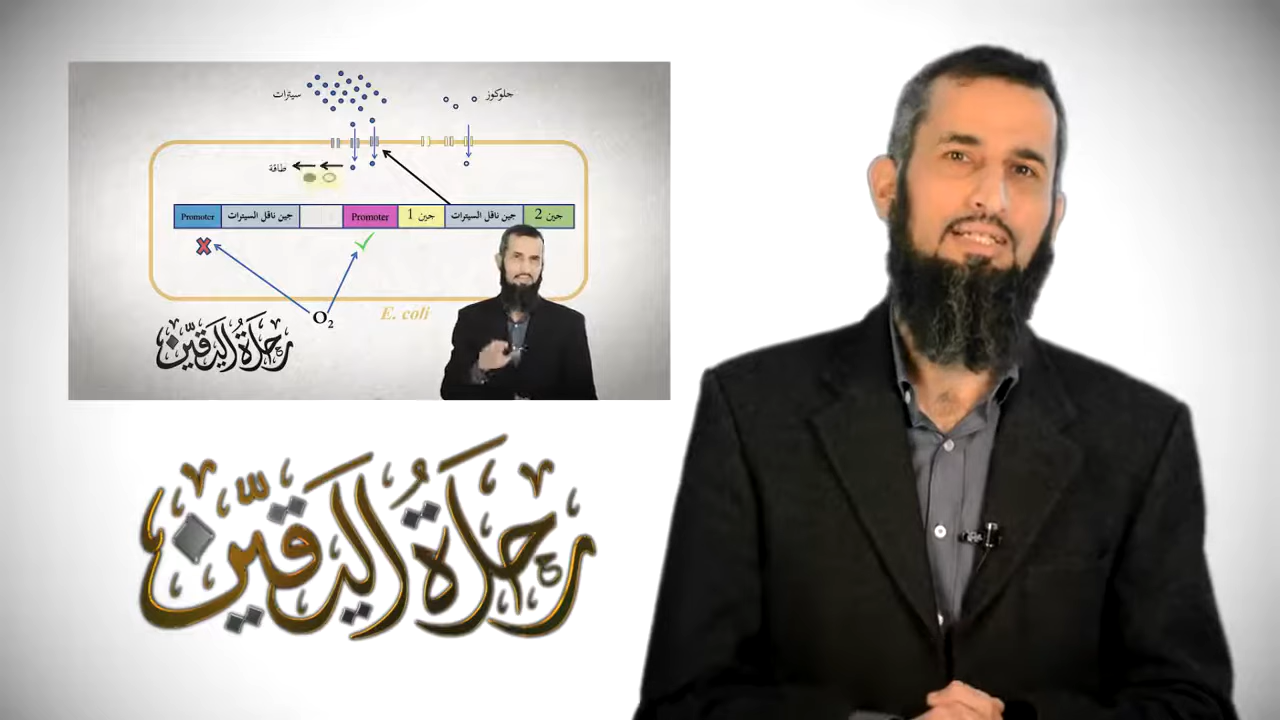 سيترات
جلوكوز
طاقة
Promoter
جين ناقل السيترات
Promoter
جين 1
جين ناقل السيترات
جين 2
O2
E. coli
رحلة اليقين
رحلة اليقين